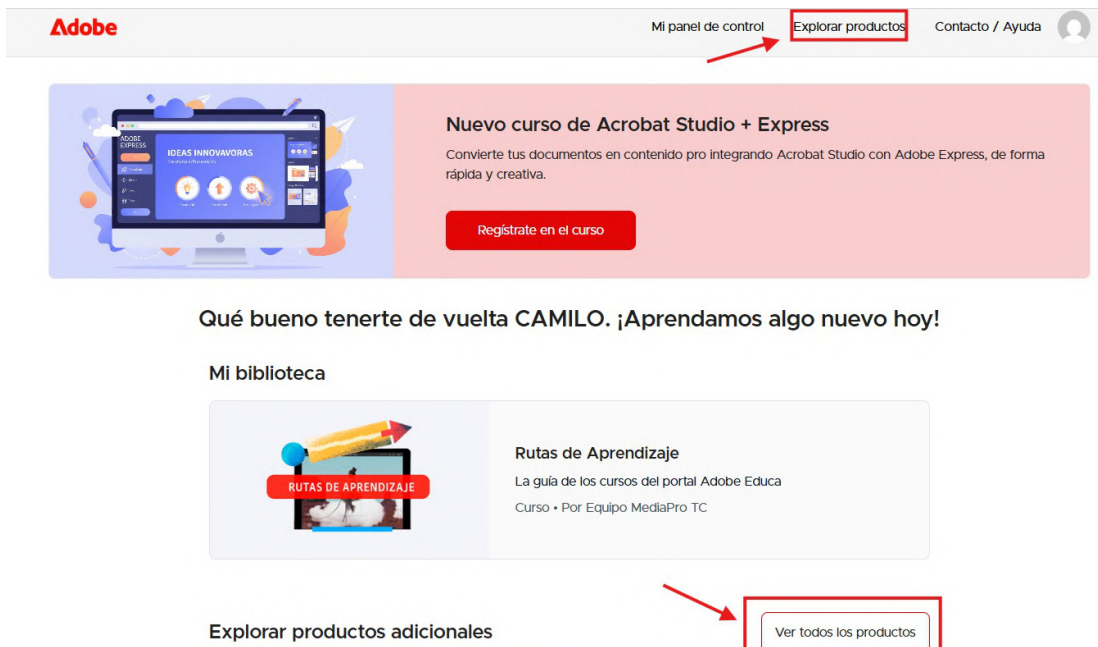 Adobe
Mi panel de control
Explorar productos
Contacto / Ayuda
ADOBE
EXPRESS
IDEAS INNOVAVORAS
Nuevo curso de Acrobat Studio + Express
Convierte tus documentos en contenido pro integrando Acrobat Studio con Adobe Express, de forma
rápida y creativa.
Regístrate en el curso
Qué bueno tenerte de vuelta CAMILO. ¡Aprendamos algo nuevo hoy!
Mi biblioteca
RUTAS DE APRENDIZAJE
Rutas de Aprendizaje
La guía de los cursos del portal Adobe Educa
Curso • Por Equipo MediaPro TC
Explorar productos adicionales
Ver todos los productos